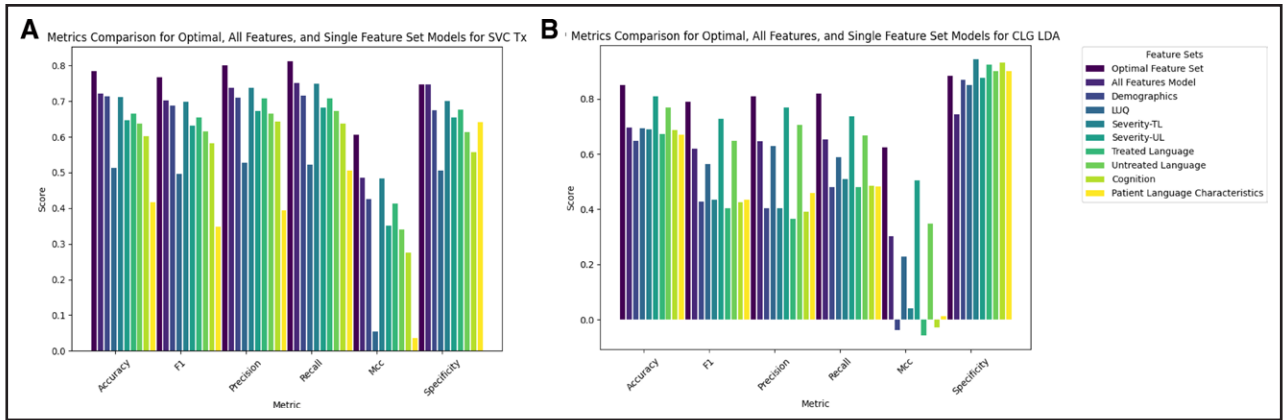 A
Metrics Comparison for Optimal, All Features, and Single Feature Set Models for SVC Tx
0.8
0.7
0.6
0.5
0.4
0.3
0.2
0.1
0.0
Score
Accuracy
F1
Precision
Recall
Mcc
Specificity
Metric
B
Metrics Comparison for Optimal, All Features, and Single Feature Set Models for CLG LDA
0.8
0.6
0.4
0.2
0.0
Score
Accuracy
F1
Precision
Recall
Mcc
Specificity
Metric
Feature Sets
Optimal Feature Set
All Features Model
Demographics
LUQ
Severity-TL
Severity-UL
Treated Language
Untreated Language
Cognition
Patient Language Characteristics